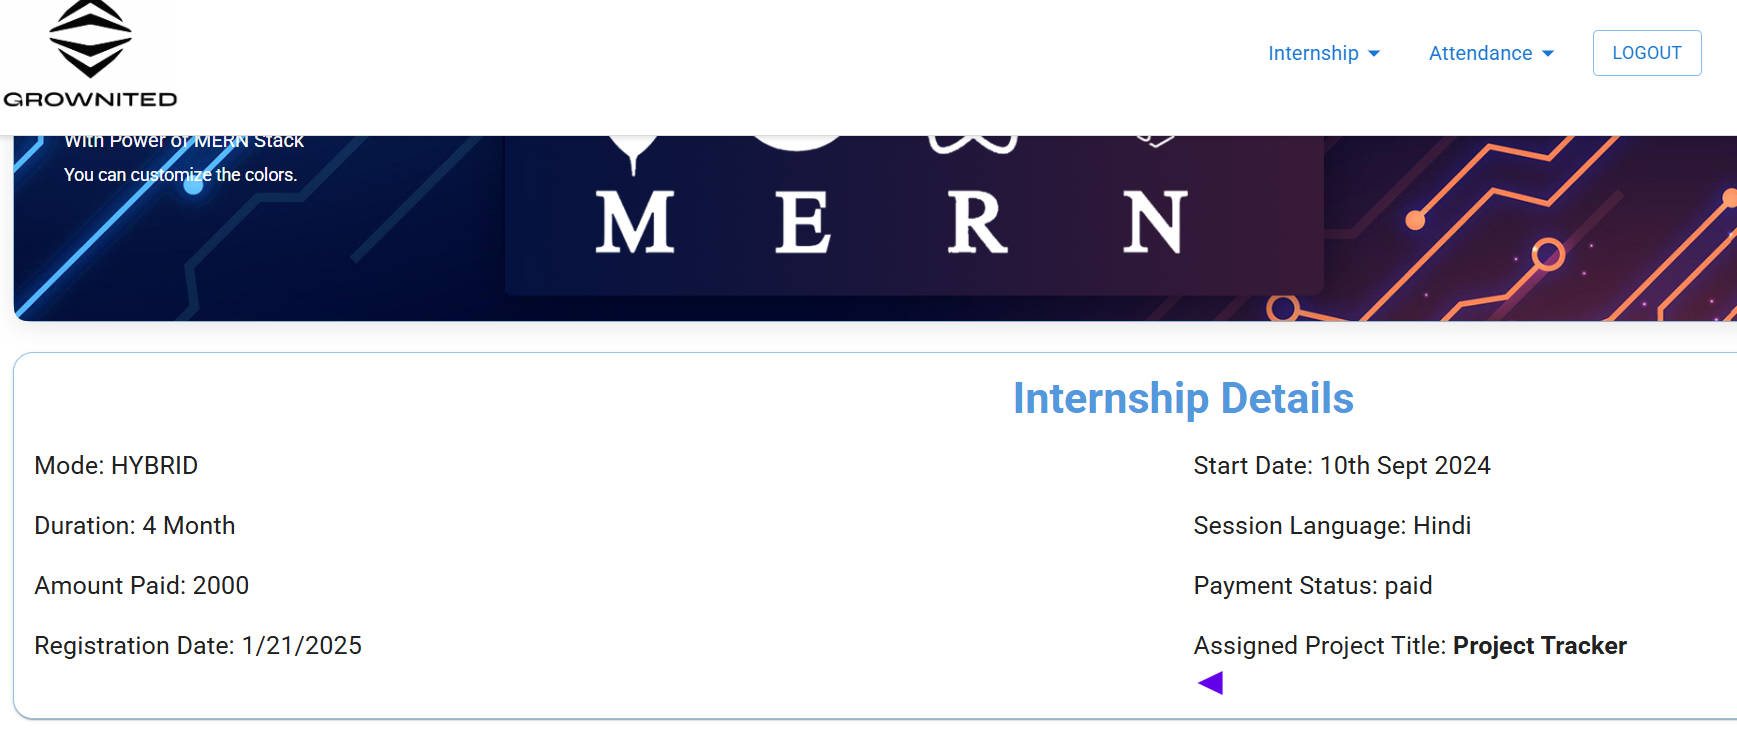 GROWNITED
Internship
Attendance
LOGOUT
With Power of MERN Stack
You can customize the colors.
M E R N
Internship Details
Mode: HYBRID
Start Date: 10th Sept 2024
Duration: 4 Month
Session Language: Hindi
Amount Paid: 2000
Payment Status: paid
Registration Date: 1/21/2025
Assigned Project Title: Project Tracker